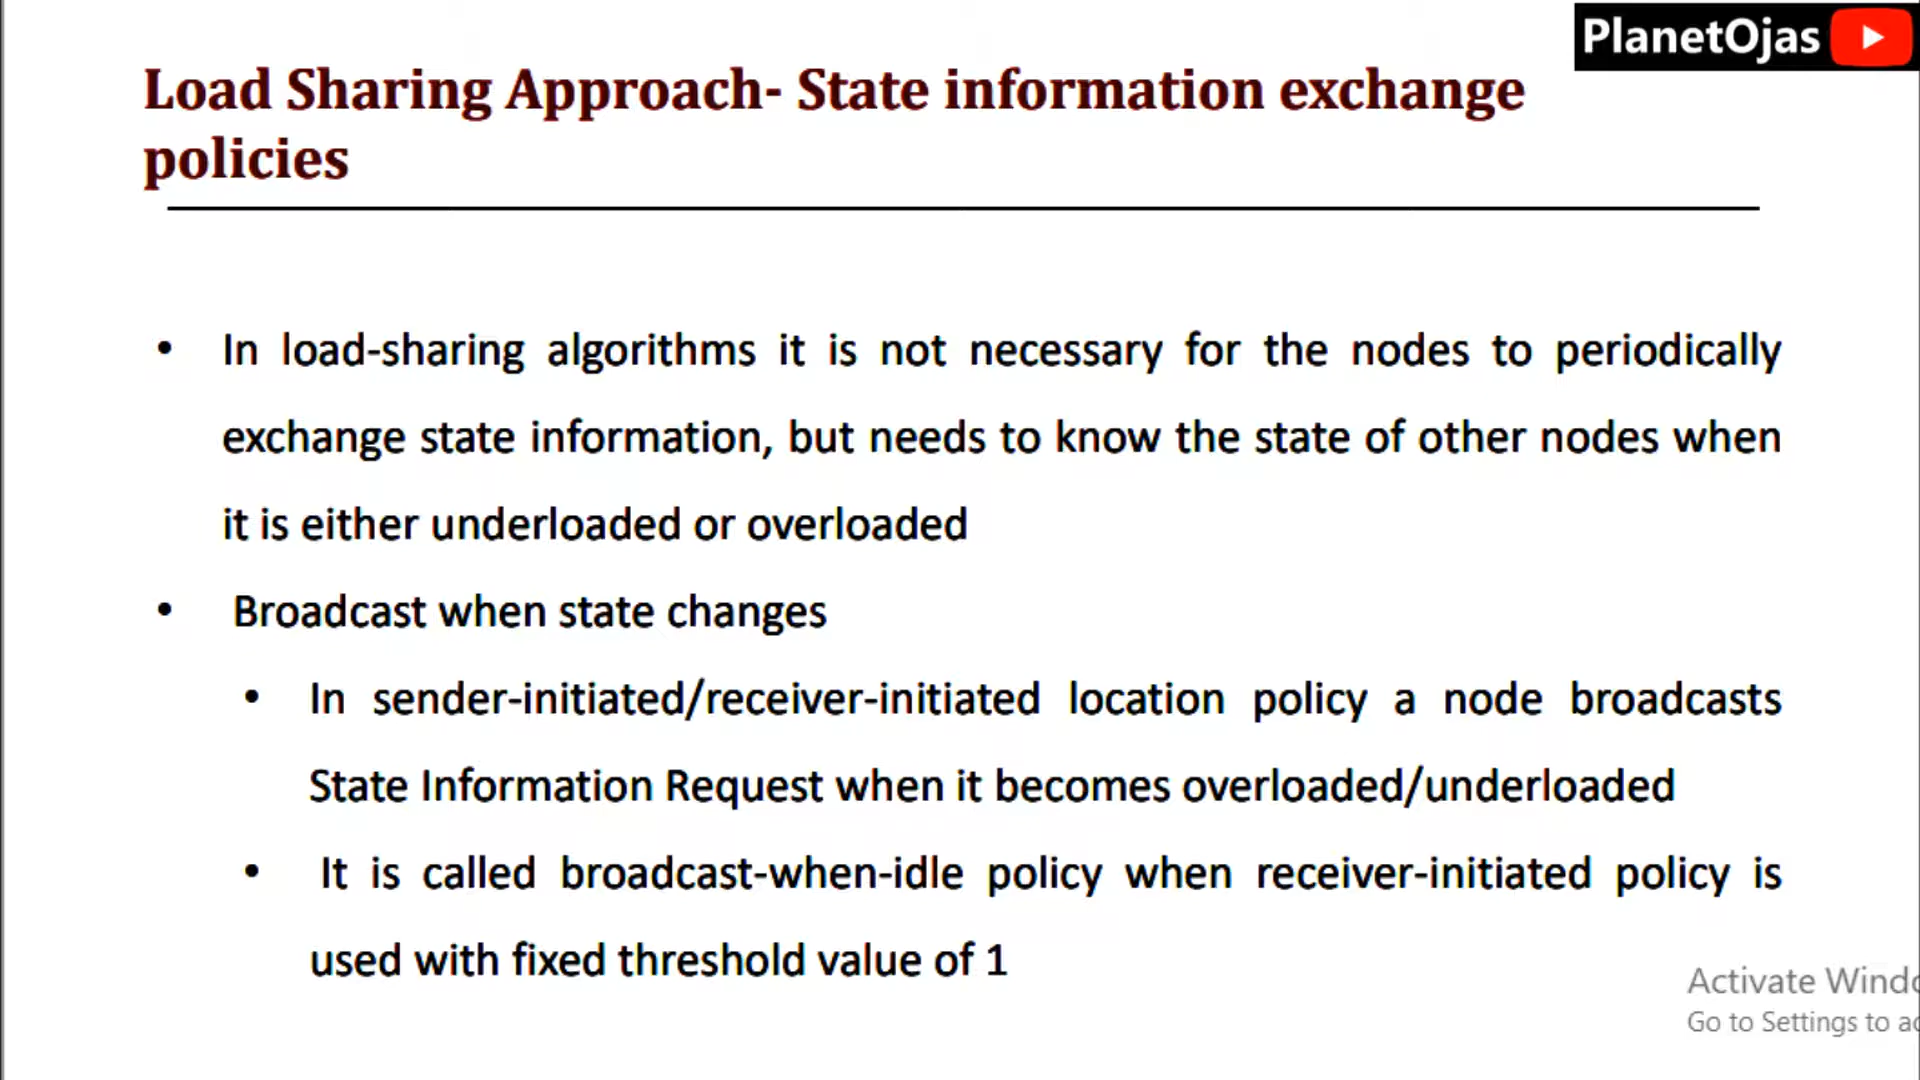 PlanetOjas
Load Sharing Approach- State information exchange
policies
• In load-sharing algorithms it is not necessary for the nodes to periodically
exchange state information, but needs to know the state of other nodes when
it is either underloaded or overloaded
• Broadcast when state changes
• In sender-initiated/receiver-initiated location policy a node broadcasts
State Information Request when it becomes overloaded/underloaded
• It is called broadcast-when-idle policy when receiver-initiated policy is
used with fixed threshold value of 1
Activate Windo
Go to Settings to ac